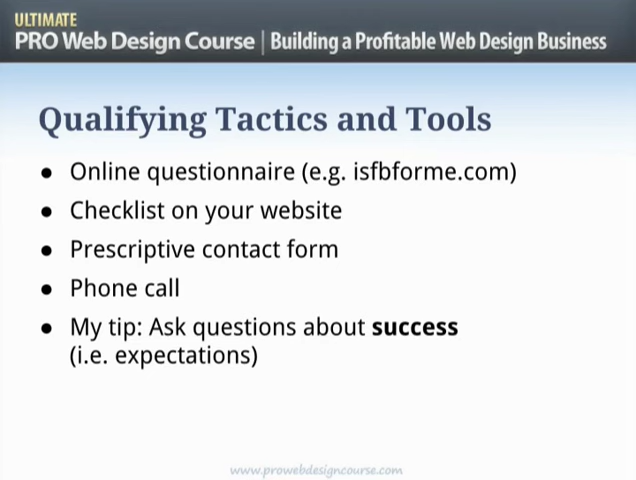 ULTIMATE
PRO Web Design Course | Building a Profitable Web Design Business
Qualifying Tactics and Tools
● Online questionnaire (e.g. isfbforme.com)
● Checklist on your website
● Prescriptive contact form
● Phone call
● My tip: Ask questions about success
(i.e. expectations)
www.prowebdesigncourse.com